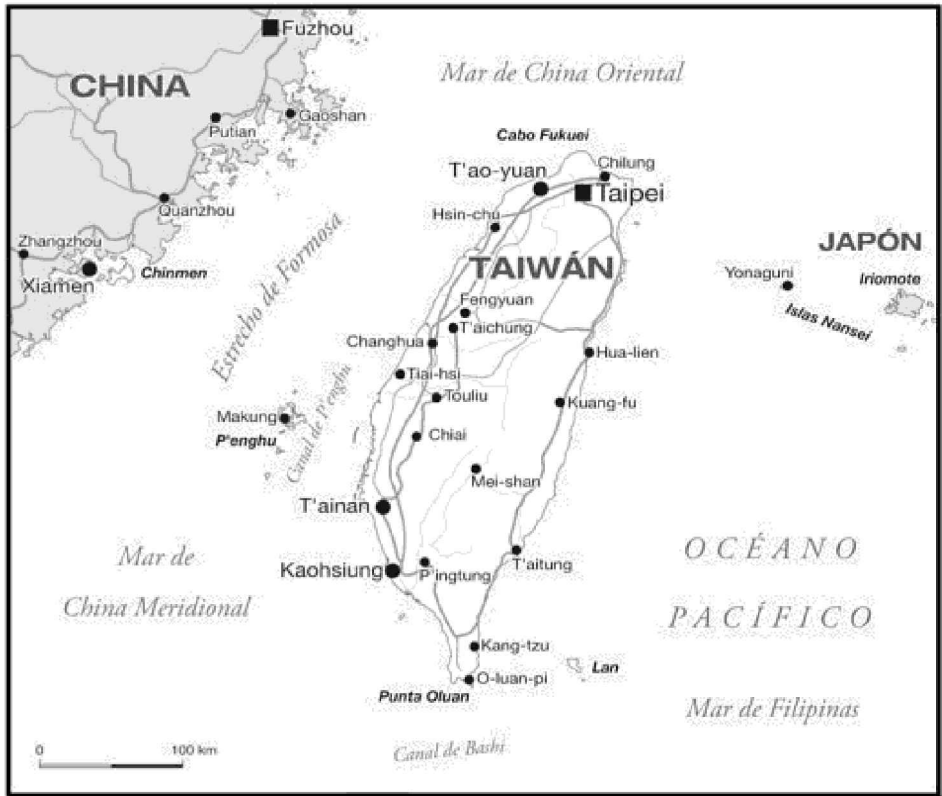 Fuzhou
CHINA
Mar de China Oriental
Gaoshan
Putian
Cabo Fukuei
T'ao-yuan
Chilung
Taipei
Quanzhou
Hsin-chu
Zhangzhou
Xiamen
Chinmen
Estrecho de Formosa
TAIWÁN
JAPÓN
Yonaguni
Iriomote
Islas Nansei
Fengyuan
T'aichung
Changhua
Hua-lien
Tiai-hsi
Touliu
Kuang-fu
Makung
P'enghu
Canal de P'enghu
Chiai
Mei-shan
T'ainan
Mar de
China Meridional
Kaohsiung
P'ingtung
T'aitung
OCÉANO
PACÍFICO
Kang-tzu
Lan
O-luan-pi
Punta Oluan
Mar de Filipinas
Canal de Bashi
0 100 km